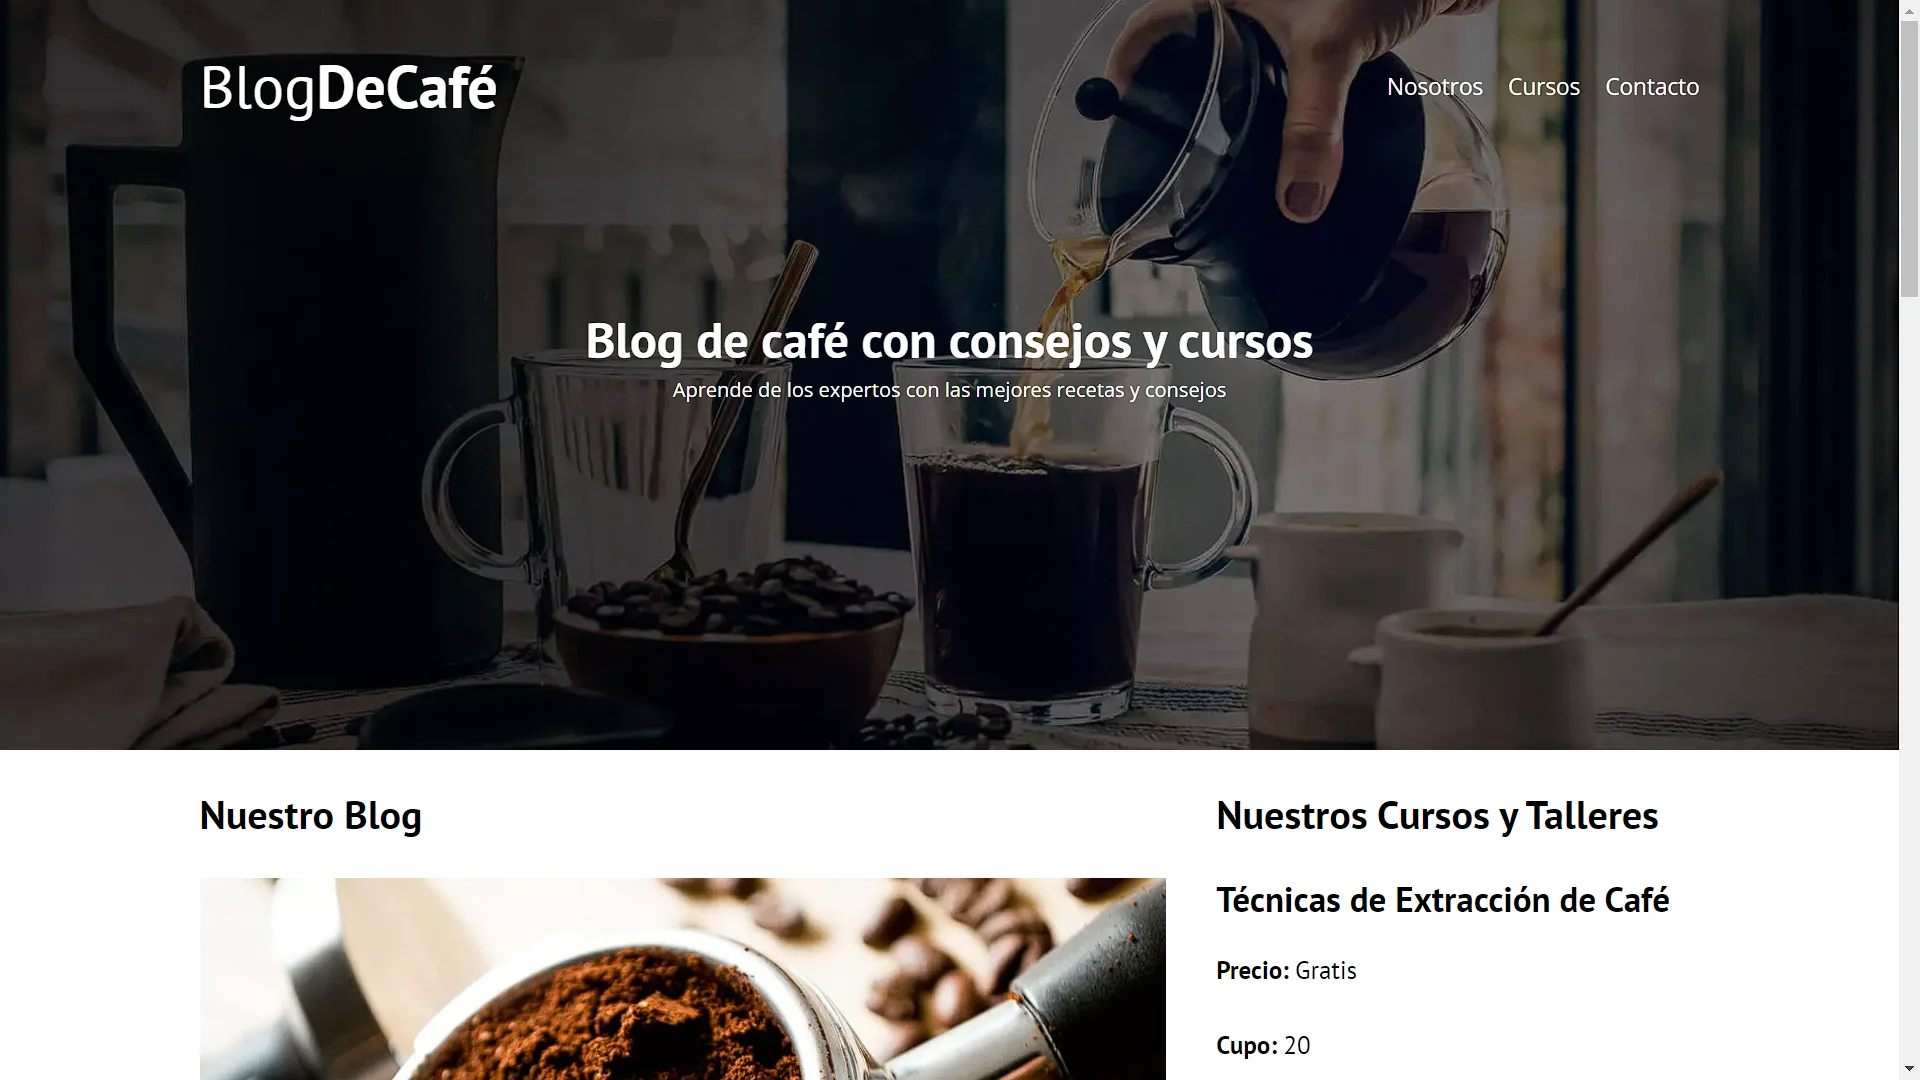 BlogDeCafé
Nosotros Cursos Contacto
Blog de café con consejos y cursos
Aprende de los expertos con las mejores recetas y consejos
Nuestro Blog
Nuestros Cursos y Talleres
Técnicas de Extracción de Café
Precio: Gratis
Cupo: 20